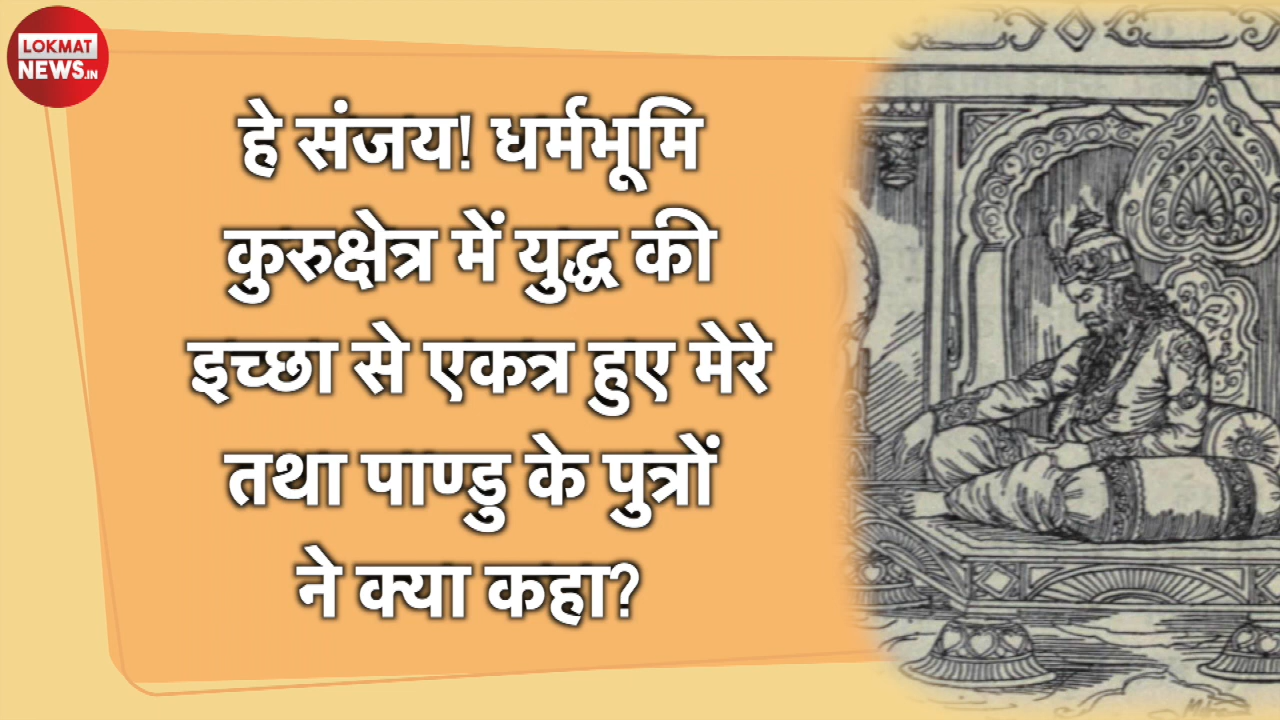 LOKMAT
NEWS.IN
हे संजय! धर्मभूमि
कुरुक्षेत्र में युद्ध की
इच्छा से एकत्र हुए मेरे
तथा पाण्डु के पुत्रों
ने क्या कहा?